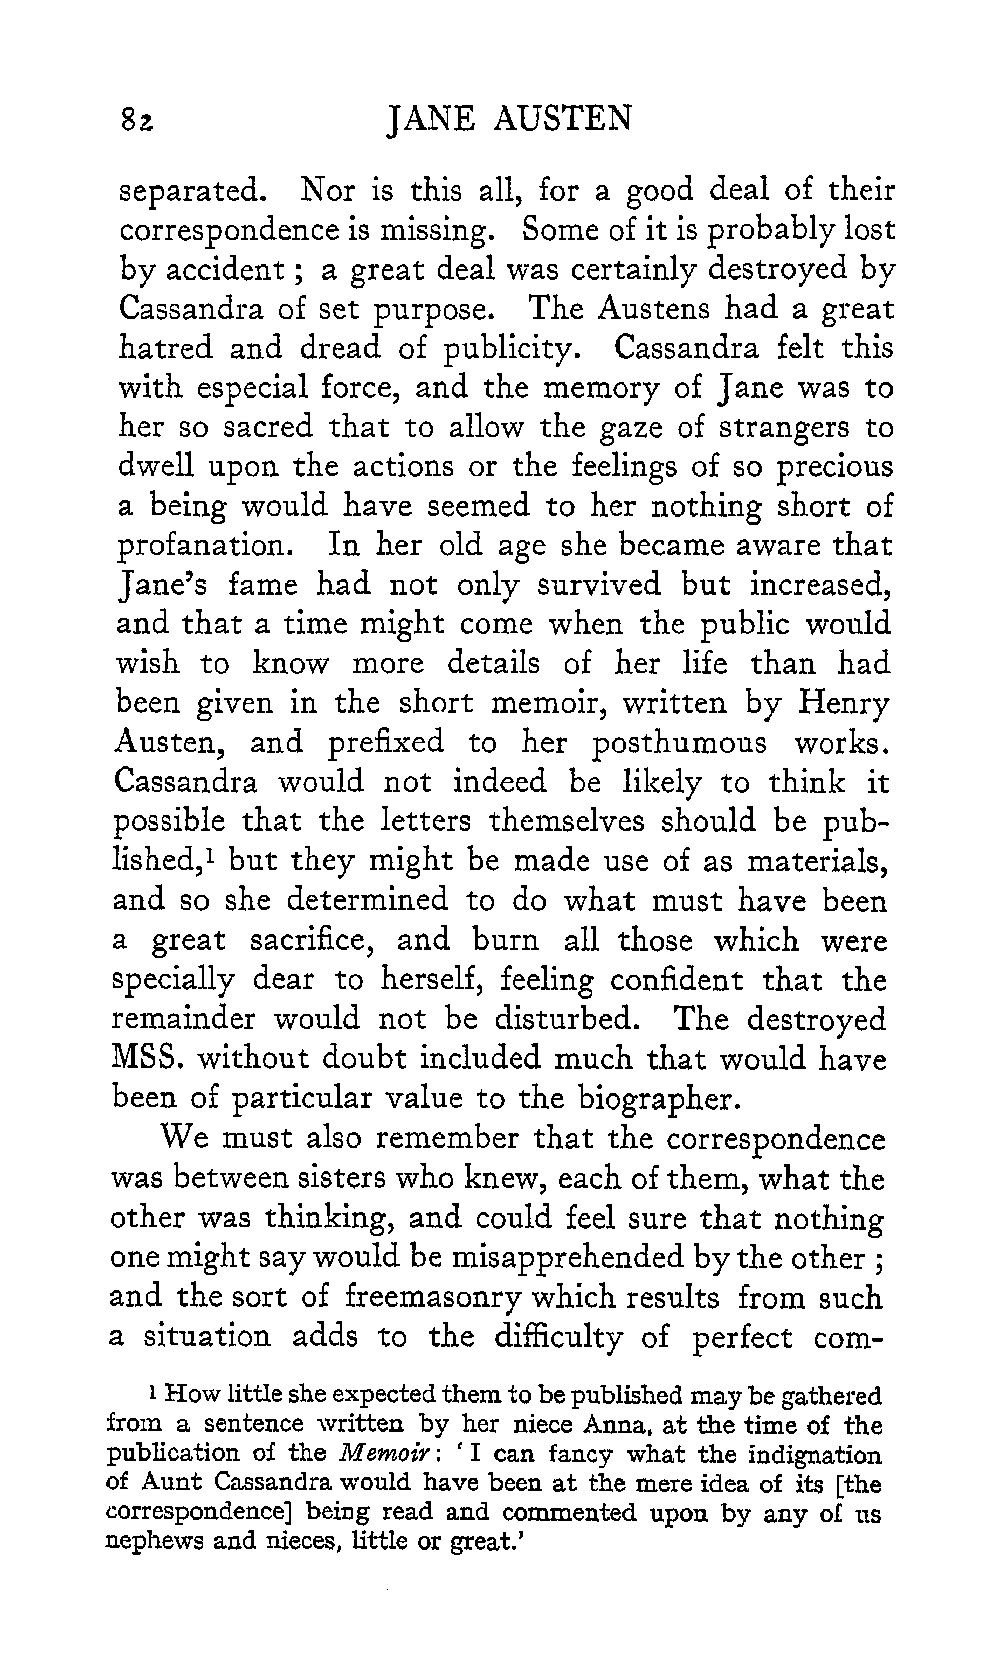 82 JANE AUSTEN
separated. Nor is this all, for a good deal of their
correspondence is missing. Some of it is probably lost
by accident ; a great deal was certainly destroyed by
Cassandra of set purpose. The Austens had a great
hatred and dread of publicity. Cassandra felt this
with especial force, and the memory of Jane was to
her so sacred that to allow the gaze of strangers to
dwell upon the actions or the feelings of so precious
a being would have seemed to her nothing short of
profanation. In her old age she became aware that
Jane's fame had not only survived but increased,
and that a time might come when the public would
wish to know more details of her life than had
been given in the short memoir, written by Henry
Austen, and prefixed to her posthumous works.
Cassandra would not indeed be likely to think it
possible that the letters themselves should be pub-
lished,¹ but they might be made use of as materials,
and so she determined to do what must have been
a great sacrifice, and burn all those which were
specially dear to herself, feeling confident that the
remainder would not be disturbed. The destroyed
MSS. without doubt included much that would have
been of particular value to the biographer.
We must also remember that the correspondence
was between sisters who knew, each of them, what the
other was thinking, and could feel sure that nothing
one might say would be misapprehended by the other ;
and the sort of freemasonry which results from such
a situation adds to the difficulty of perfect com-
¹ How little she expected them to be published may be gathered
from a sentence written by her niece Anna, at the time of the
publication of the Memoir: ' I can fancy what the indignation
of Aunt Cassandra would have been at the mere idea of its [the
correspondence] being read and commented upon by any of us
nephews and nieces, little or great.'